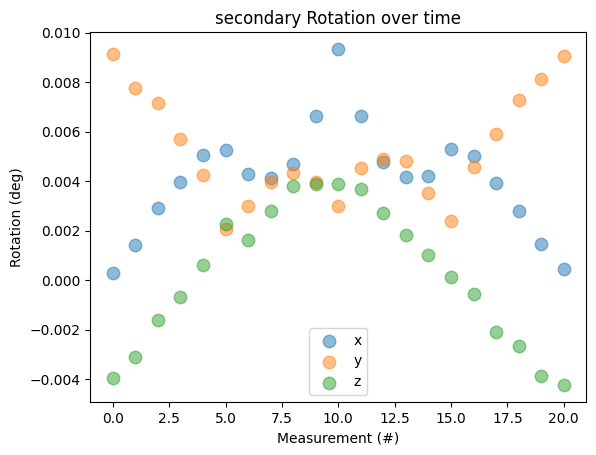 secondary Rotation over time
Rotation (deg)
0.010
0.008
0.006
0.004
0.002
0.000
−0.002
−0.004
x
y
z
0.0 2.5 5.0 7.5 10.0 12.5 15.0 17.5 20.0
Measurement (#)